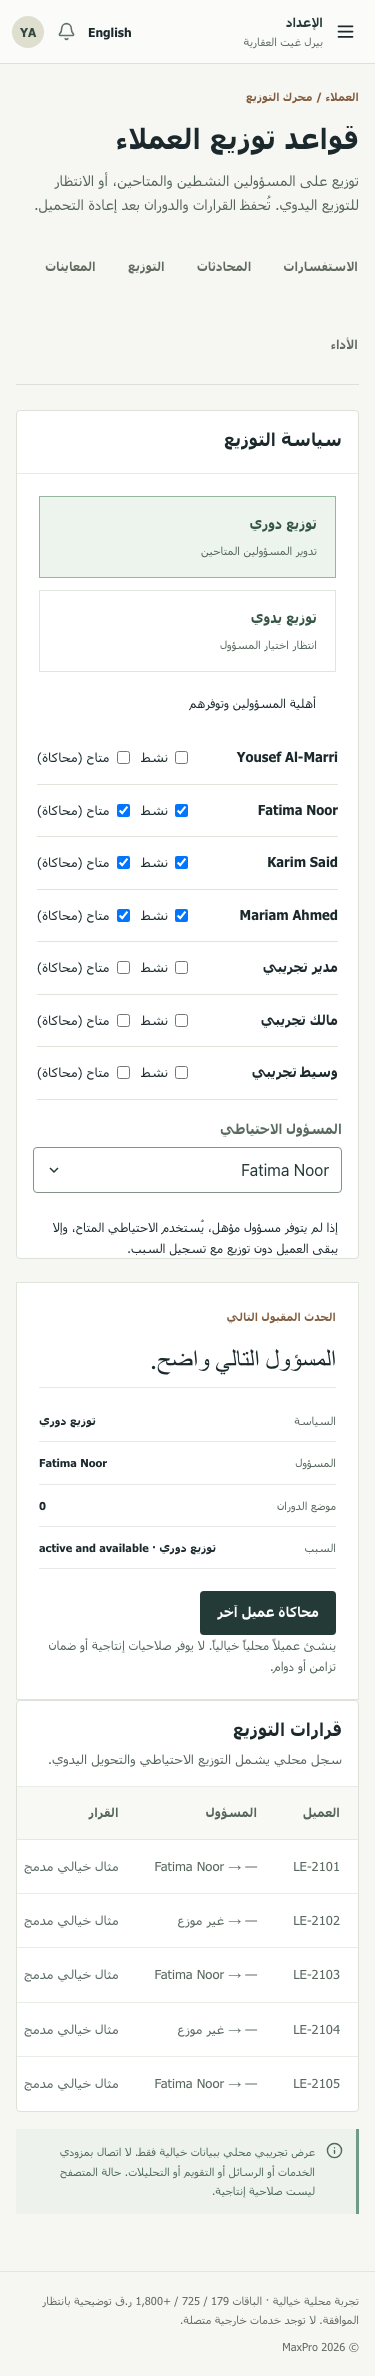 الإعداد
بيرل غيت العقارية
English
YA
العملاء / محرك التوزيع
قواعد توزيع العملاء
توزيع على المسؤولين النشطين والمتاحين، أو الانتظار
للتوزيع اليدوي. تُحفظ القرارات والدوران بعد إعادة التحميل.
الاستفسارات المحادثات التوزيع المعاينات
الأداء
سياسة التوزيع
توزيع دوري
تدوير المسؤولين المتاحين
توزيع يدوي
انتظار اختيار المسؤول
أهلية المسؤولين وتوفرهم
Yousef Al-Marri نشط متاح (محاكاة)
Fatima Noor نشط متاح (محاكاة)
Karim Said نشط متاح (محاكاة)
Mariam Ahmed نشط متاح (محاكاة)
مدير تجريبي نشط متاح (محاكاة)
مالك تجريبي نشط متاح (محاكاة)
وسيط تجريبي نشط متاح (محاكاة)
المسؤول الاحتياطي
Fatima Noor
إذا لم يتوفر مسؤول مؤهل، يُستخدم الاحتياطي المتاح، وإلا
يبقى العميل دون توزيع مع تسجيل السبب.
الحدث المقبول التالي
المسؤول التالي واضح.
السياسة توزيع دوري
المسؤول Fatima Noor
موضع الدوران 0
السبب توزيع دوري · active and available
محاكاة عميل آخر
ينشئ عميلاً محلياً خيالياً. لا يوفر صلاحيات إنتاجية أو ضمان
تزامن أو دوام.
قرارات التوزيع
سجل محلي يشمل التوزيع الاحتياطي والتحويل اليدوي.
العميل المسؤول القرار
LE-2101 — → Fatima Noor مثال خيالي مدمج
LE-2102 — → غير موزع مثال خيالي مدمج
LE-2103 — → Fatima Noor مثال خيالي مدمج
LE-2104 — → غير موزع مثال خيالي مدمج
LE-2105 — → Fatima Noor مثال خيالي مدمج
عرض تجريبي محلي ببيانات خيالية فقط. لا اتصال بمزودي
الخدمات أو الرسائل أو التقويم أو التحليلات. حالة المتصفح
ليست صلاحية إنتاجية.
تجربة محلية خيالية · الباقات 179 / 725 / +1,800 ر.ق توضيحية بانتظار
الموافقة. لا توجد خدمات خارجية متصلة.
© 2026 MaxPro